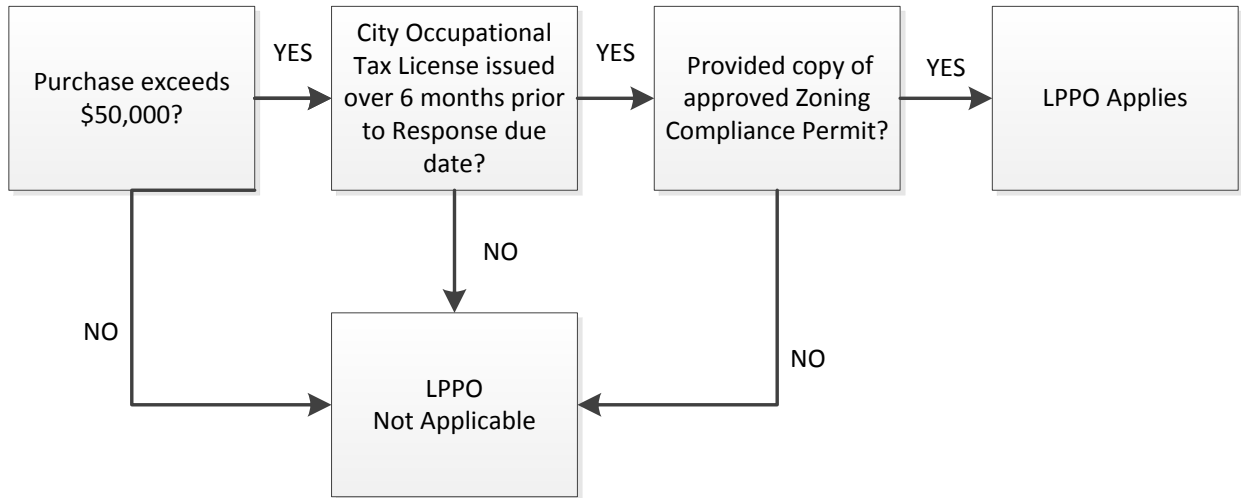 Purchase exceeds
$50,000?
YES
City Occupational
Tax License issued
over 6 months prior
to Response due
date?
YES
Provided copy of
approved Zoning
Compliance Permit?
YES
LPPO Applies
NO
NO
NO
LPPO
Not Applicable